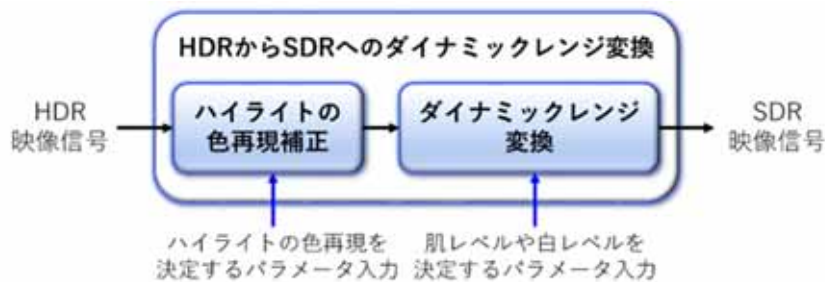 HDRからSDRへのダイナミックレンジ変換
HDR
映像信号
ハイライトの
色再現補正
ダイナミックレンジ
変換
SDR
映像信号
ハイライトの色再現を
決定するパラメータ入力
肌レベルや白レベルを
決定するパラメータ入力